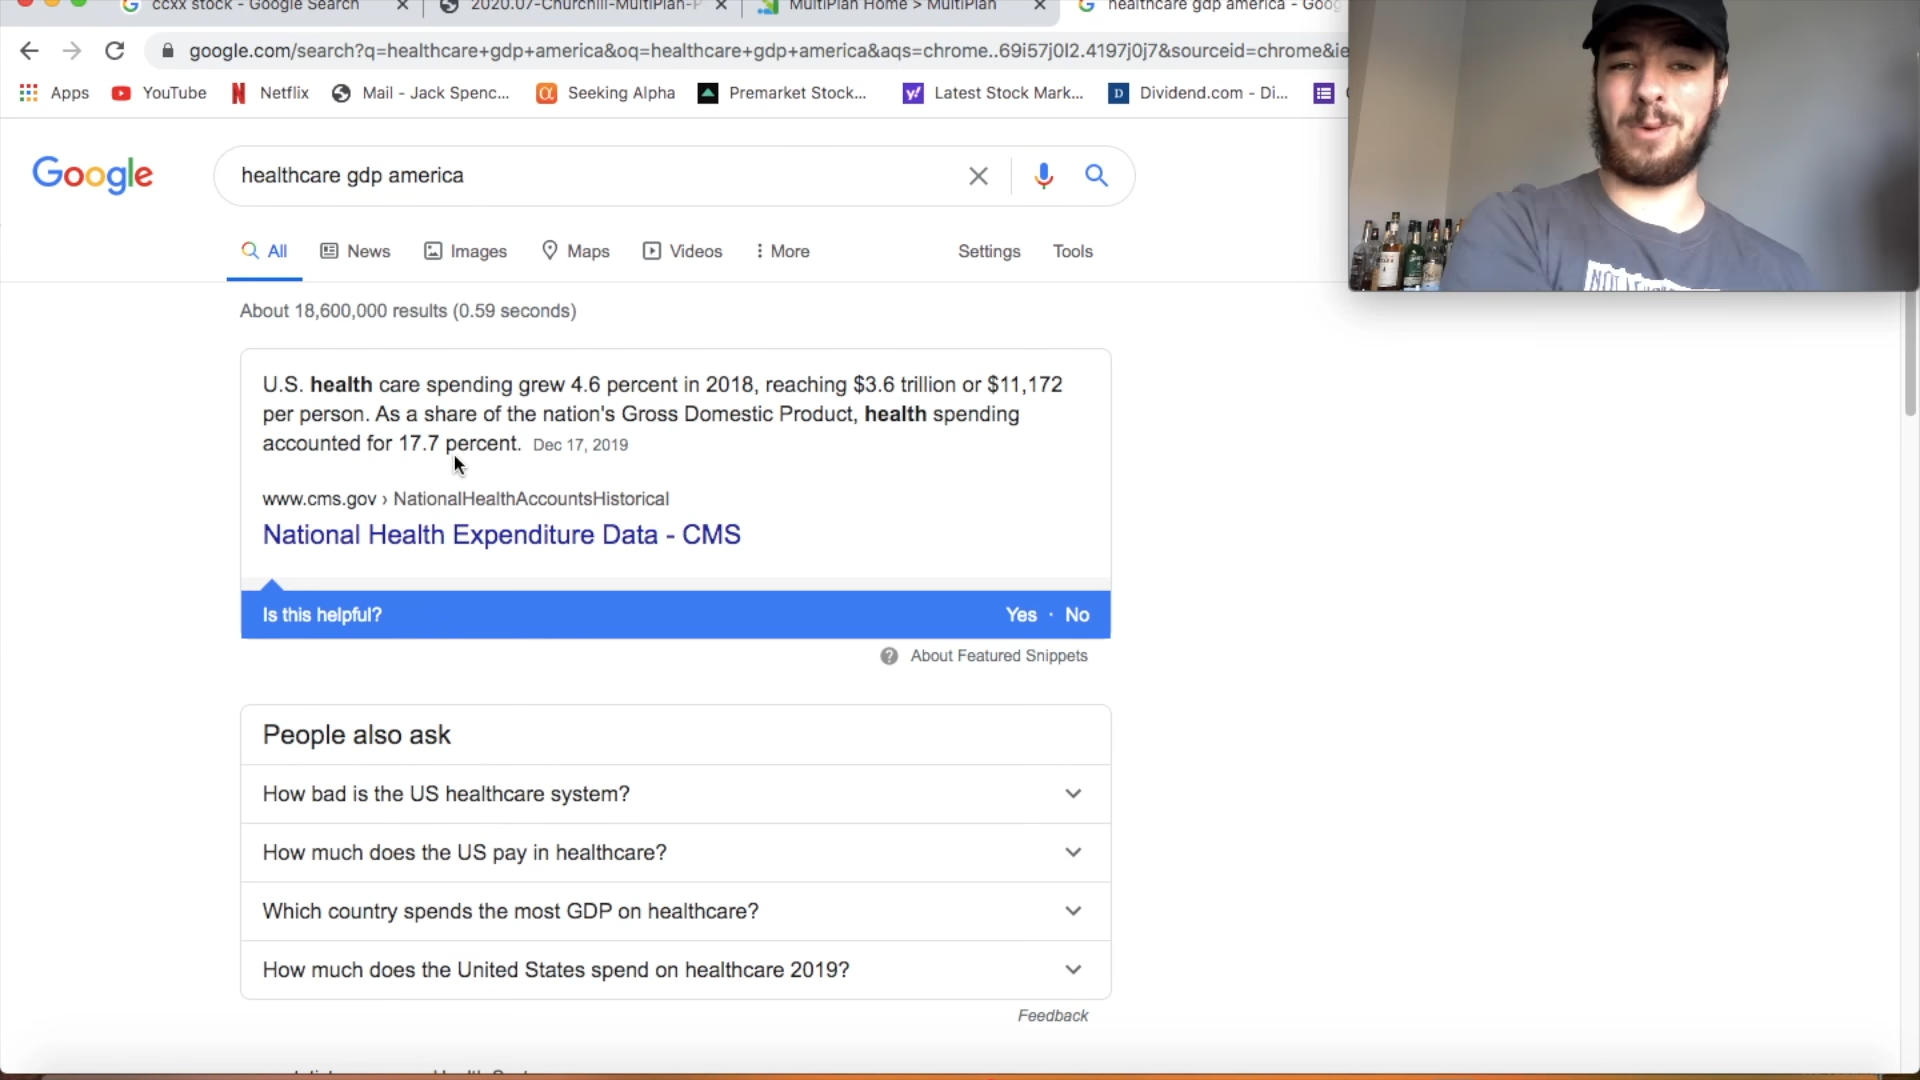 ccxx stock - Google Search
2020.07-Churchill-MultiPlan-P
MultiPlan Home > MultiPlan
healthcare gdp america - Goog
google.com/search?q=healthcare+gdp+america&oq=healthcare+gdp+america&aqs=chrome..69i57j0l2.4197j0j7&sourceid=chrome&ie
Apps YouTube Netflix Mail - Jack Spenc... Seeking Alpha Premarket Stock... Latest Stock Mark... Dividend.com - Di...
Google
healthcare gdp america
All News Images Maps Videos More Settings Tools
About 18,600,000 results (0.59 seconds)
U.S. health care spending grew 4.6 percent in 2018, reaching $3.6 trillion or $11,172
per person. As a share of the nation's Gross Domestic Product, health spending
accounted for 17.7 percent. Dec 17, 2019
www.cms.gov › NationalHealthAccountsHistorical
National Health Expenditure Data - CMS
Is this helpful? Yes · No
About Featured Snippets
People also ask
How bad is the US healthcare system?
How much does the US pay in healthcare?
Which country spends the most GDP on healthcare?
How much does the United States spend on healthcare 2019?
Feedback
NOT